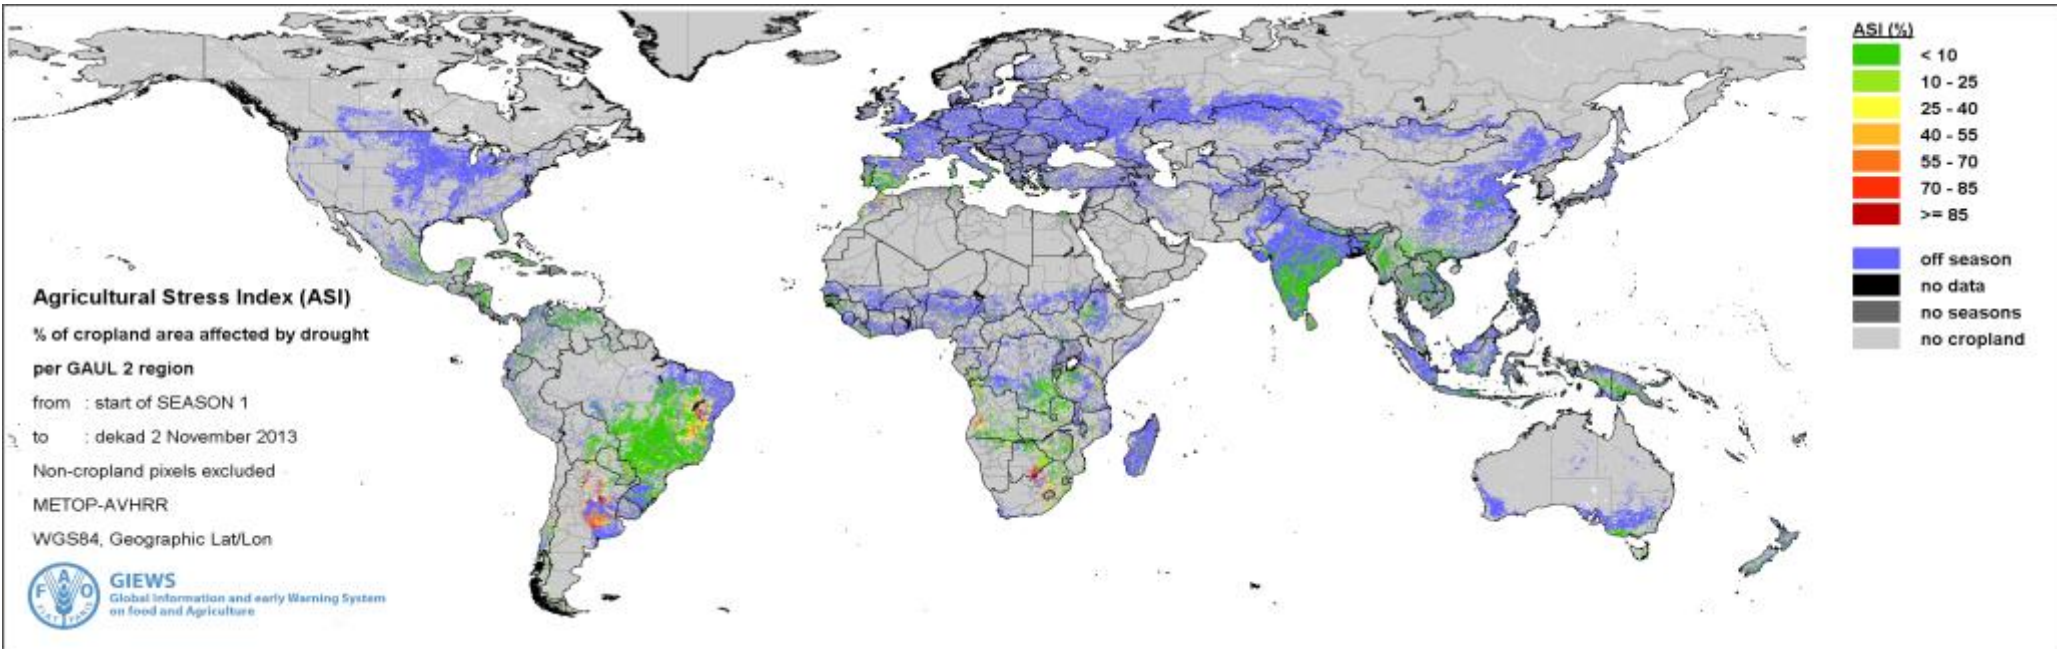 Agricultural Stress Index (ASI)
% of cropland area affected by drought
per GAUL 2 region
from : start of SEASON 1
to : dekad 2 November 2013
Non-cropland pixels excluded
METOP-AVHRR
WGS84, Geographic Lat/Lon
F A O
FIAT PANIS
GIEWS
Global Information and early Warning System
on food and Agriculture
ASI (%)
< 10
10 - 25
25 - 40
40 - 55
55 - 70
70 - 85
>= 85
off season
no data
no seasons
no cropland